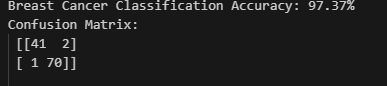 Breast Cancer Classification Accuracy: 97.37%
Confusion Matrix:
[[41  2]
[ 1 70]]